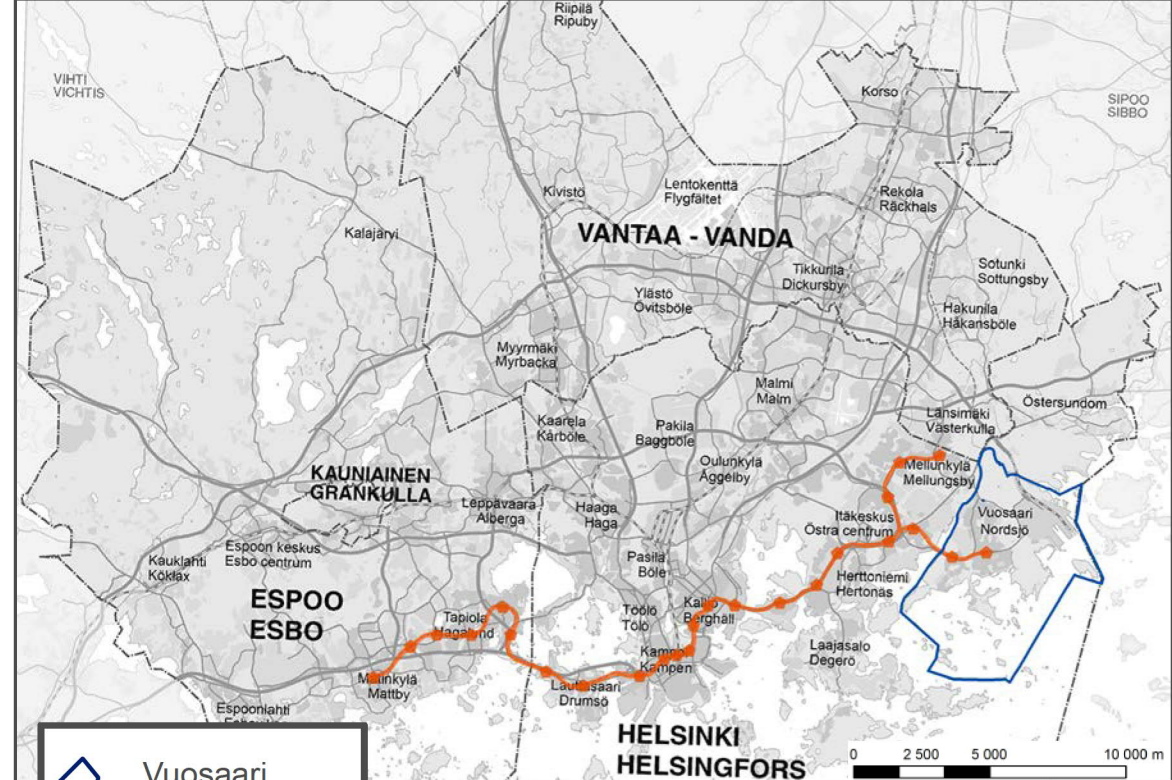 Riipilä
Ripuby
VIHTI
VICHTIS
Korso
SIPOO
SIBBO
Kivistö
Lentokenttä
Flygfältet
Rekola
Räckhals
Kalajärvi
VANTAA - VANDA
Tikkurila
Dickursby
Sotunki
Sottungsby
Ylästö
Övitsböle
Hakunila
Håkansböle
Myyrmäki
Myrbacka
Malmi
Malm
Länsimäki
Västerkulla
Östersundom
Kaarela
Kårböle
Pakila
Baggböle
Oulunkylä
Åggelby
Mellunkylä
Mellungsby
KAUNIAINEN
GRANKULLA
Leppävaara
Alberga
Haaga
Haga
Itäkeskus
Östra centrum
Vuosaari
Nordsjö
Kauklahti
Köklax
Espoon keskus
Esbo centrum
Pasila
Böle
Herttoniemi
Hertonäs
ESPOO
ESBO
Tapiola
Hagalund
Töölö
Tölö
Kallio
Berghäll
Laajasalo
Degerö
Kamppi
Kampen
Matinkylä
Mattby
Lauttasaari
Drumsö
Espoonlahti
HELSINKI
HELSINGFORS
0 2 500 5 000 10 000 m
Vuosaari